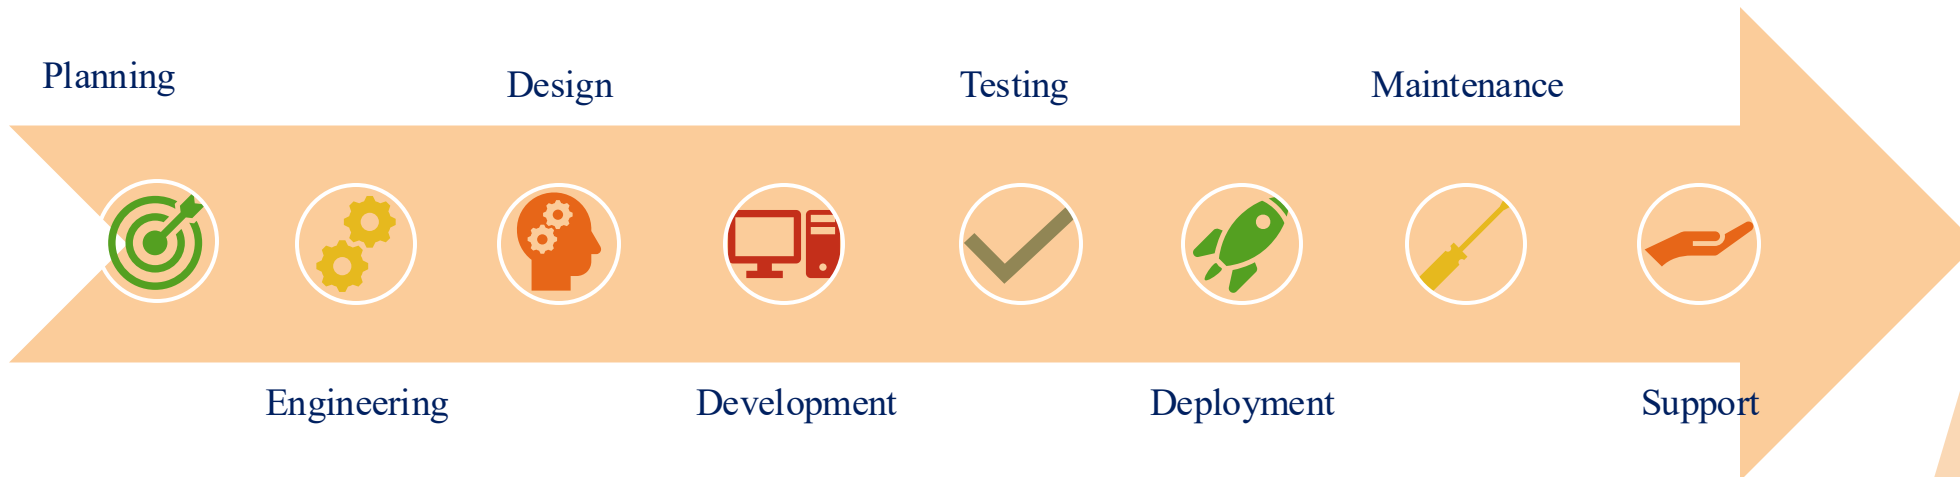 Planning
Engineering
Design
Development
Testing
Deployment
Maintenance
Support